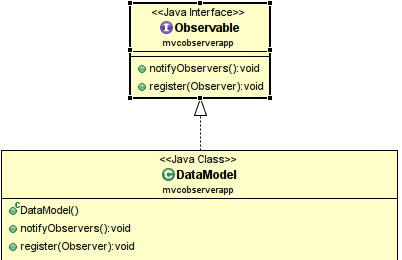 <<Java Interface>>
Observable
mvcobserverapp
notifyObservers():void
register(Observer):void
<<Java Class>>
DataModel
mvcobserverapp
DataModel()
notifyObservers():void
register(Observer):void